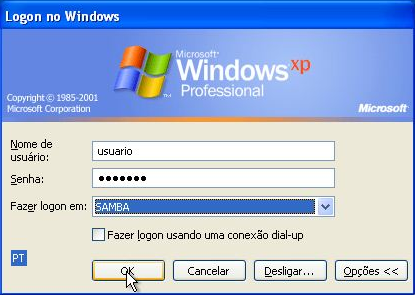 Logon no Windows
Microsoft®
Windows xp
Professional
Copyright © 1985-2001
Microsoft Corporation
Microsoft
Nome de
usuário:
usuario
Senha:
•••••••
Fazer logon em:
SAMBA
Fazer logon usando uma conexão dial-up
PT
OK
Cancelar
Desligar...
Opções <<